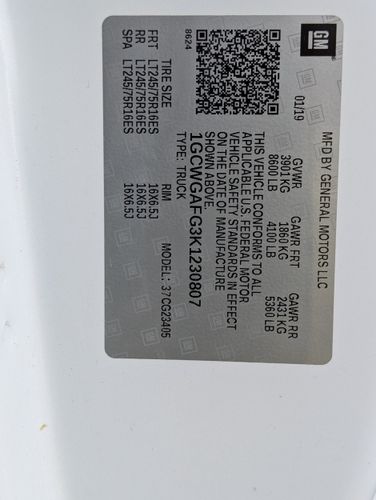 GM
MFD BY GENERAL MOTORS LLC
01/19
GVWR GAWR FRT GAWR RR
3901 KG 1860 KG 2431 KG
8600 LB 4100 LB 5360 LB
THIS VEHICLE CONFORMS TO ALL
APPLICABLE U.S. FEDERAL MOTOR
VEHICLE SAFETY STANDARDS IN EFFECT
ON THE DATE OF MANUFACTURE
SHOWN ABOVE.
1GCWGAFG3K1230807
TYPE: TRUCK MODEL: 37CG23405
8624
TIRE SIZE RIM
FRT LT245/75R16ES 16X6.5J
RR LT245/75R16ES 16X6.5J
SPA LT245/75R16ES 16X6.5J